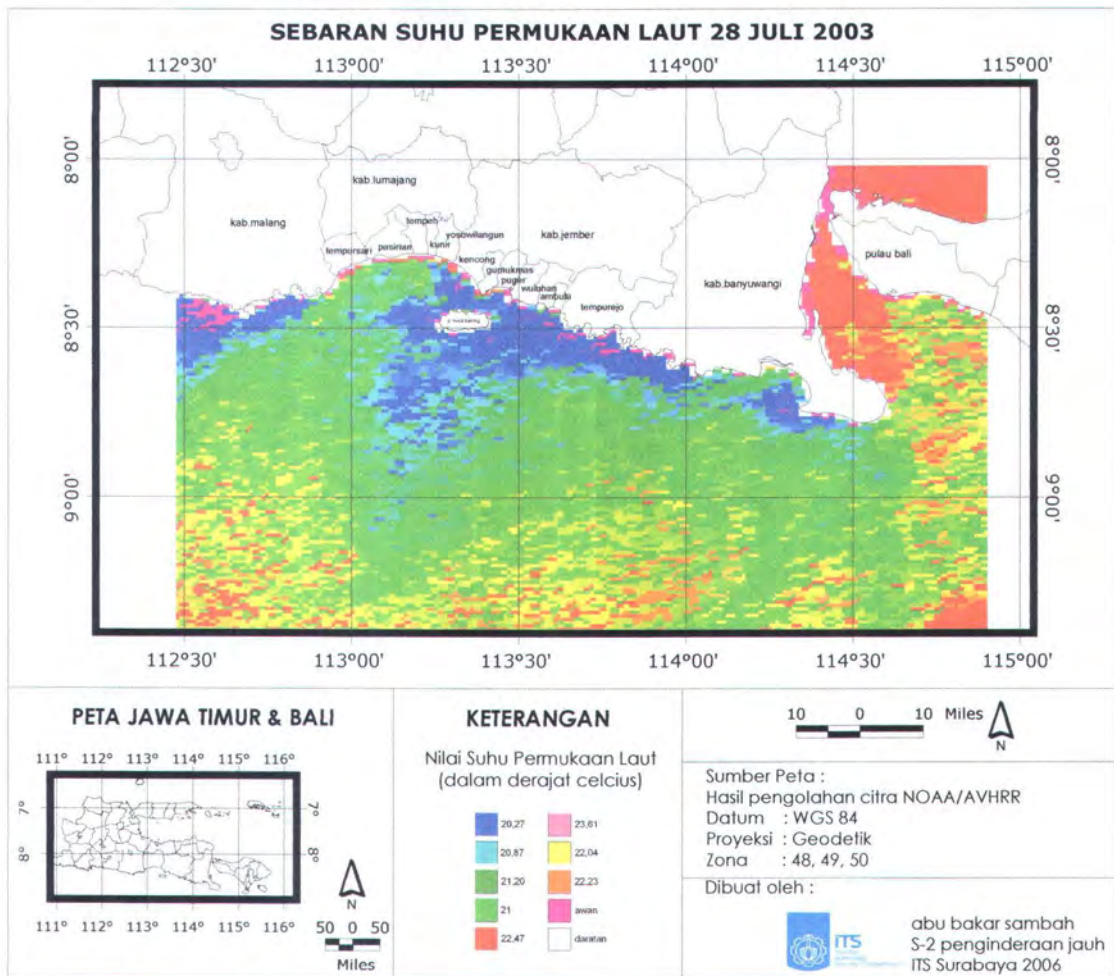 SEBARAN SUHU PERMUKAAN LAUT 28 JULI 2003
112°30' 113°00' 113°30' 114°00' 114°30' 115°00'
8°00' 8°00'
kab.lumajang
kab.malang
tempeh
yosowilangun
kab.jember
tempursari
pasirian
kunir
kencong
gumukmas
puger
wuluhan
ambulu
tempurejo
kab.banyuwangi
pulau bali
8°30' 8°30'
9°00' 9°00'
112°30' 113°00' 113°30' 114°00' 114°30' 115°00'
PETA JAWA TIMUR & BALI
111° 112° 113° 114° 115° 116°
7° 7°
8° 8°
111° 112° 113° 114° 115° 116°
N
50 0 50
Miles
KETERANGAN
Nilai Suhu Permukaan Laut
(dalam derajat celcius)
20,27 23,61
20,87 22,04
21,20 22,23
21 awan
22,47 daratan
10 0 10 Miles
N
Sumber Peta :
Hasil pengolahan citra NOAA/AVHRR
Datum : WGS 84
Proyeksi : Geodetik
Zona : 48, 49, 50
Dibuat oleh :
ITS
abu bakar sambah
S-2 penginderaan jauh
ITS Surabaya 2006